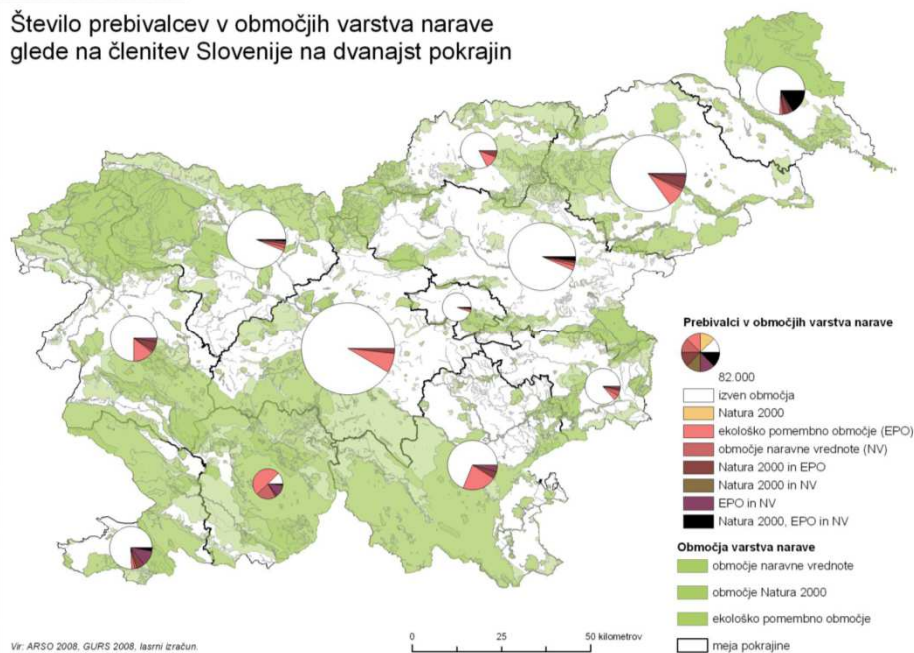 Število prebivalcev v območjih varstva narave
glede na členitev Slovenije na dvanajst pokrajin
Prebivalci v območjih varstva narave
82.000
izven območja
Natura 2000
ekološko pomembno območje (EPO)
območje naravne vrednote (NV)
Natura 2000 in EPO
Natura 2000 in NV
EPO in NV
Natura 2000, EPO in NV
Območja varstva narave
območje naravne vrednote
območje Natura 2000
ekološko pomembno območje
meja pokrajine
0 25 50 kilometrov
Vir: ARSO 2008, GURS 2008, lasrni izračun.